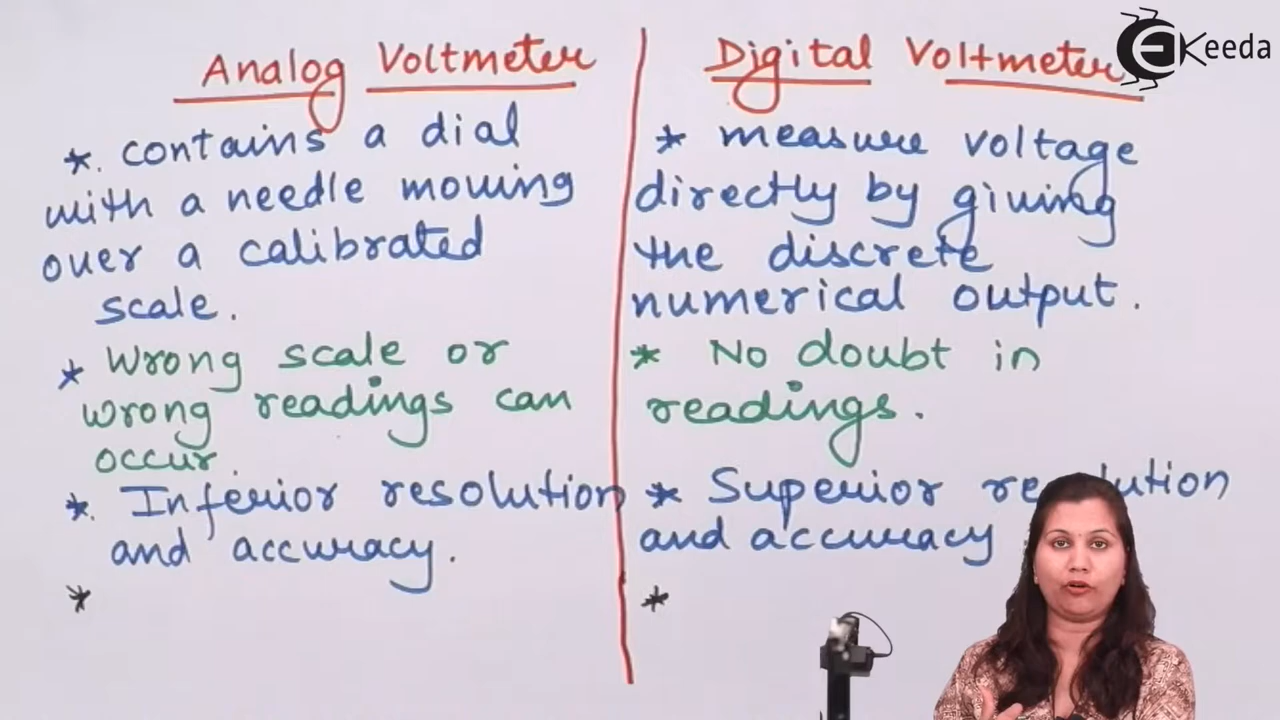 Analog Voltmeter
*. contains a dial
with a needle moving
over a calibrated
scale.
* Wrong scale or
wrong readings can
occur.
*. Inferior resolution
and accuracy.
*
Digital Voltmeter
* measure voltage
directly by giving
the discrete
numerical output.
* No doubt in
readings.
* Superior resolution
and accuracy
*
Ekeeda